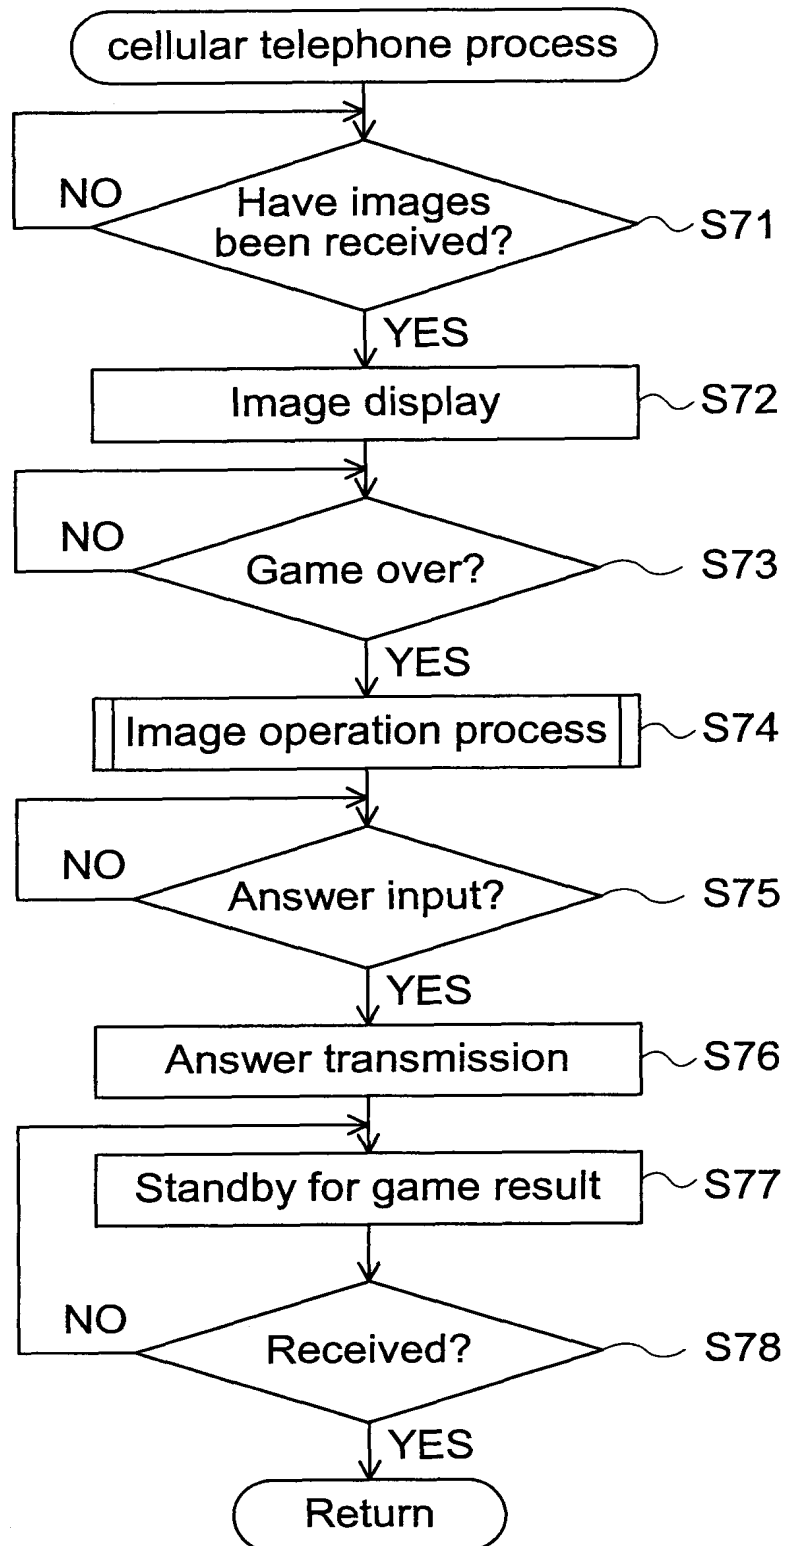 cellular telephone process
NO
Have images
been received?
S71
YES
Image display
S72
NO
Game over?
S73
YES
Image operation process
S74
NO
Answer input?
S75
YES
Answer transmission
S76
Standby for game result
S77
NO
Received?
S78
YES
Return